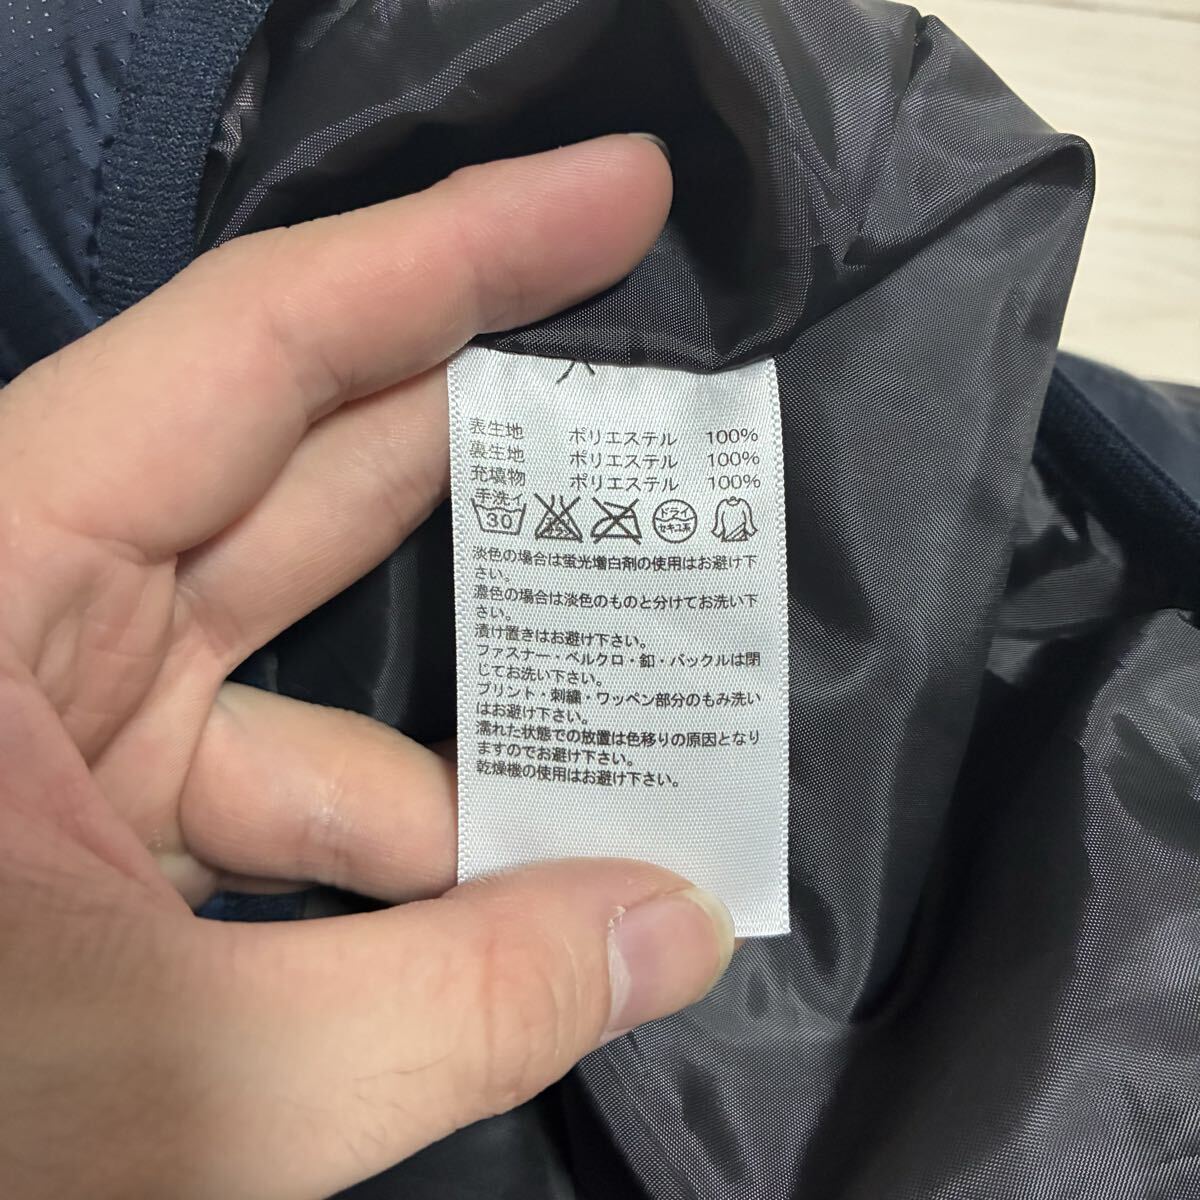 表生地 ポリエステル 100%
裏生地 ポリエステル 100%
充填物 ポリエステル 100%
手洗イ
30 ドライ
セキユ系
淡色の場合は蛍光増白剤の使用はお避け下
さい。
濃色の場合は淡色のものと分けてお洗い下
さい。
漬け置きはお避け下さい。
ファスナー・ベルクロ・釦・バックルは閉
じてお洗い下さい。
プリント・刺繍・ワッペン部分のもみ洗い
はお避け下さい。
濡れた状態での放置は色移りの原因となり
ますのでお避け下さい。
乾燥機の使用はお避け下さい。